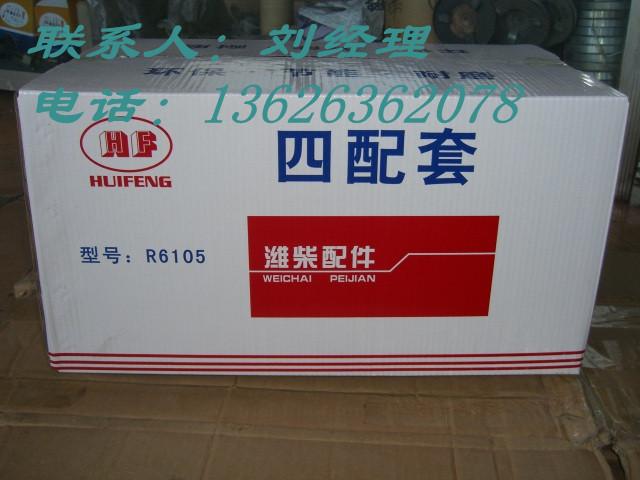 联系人：刘经理
环保 节能 耐磨
电话：13626362078
HF
HUIFENG
四配套
型号：R6105
潍柴配件
WEICHAI PEIJIAN